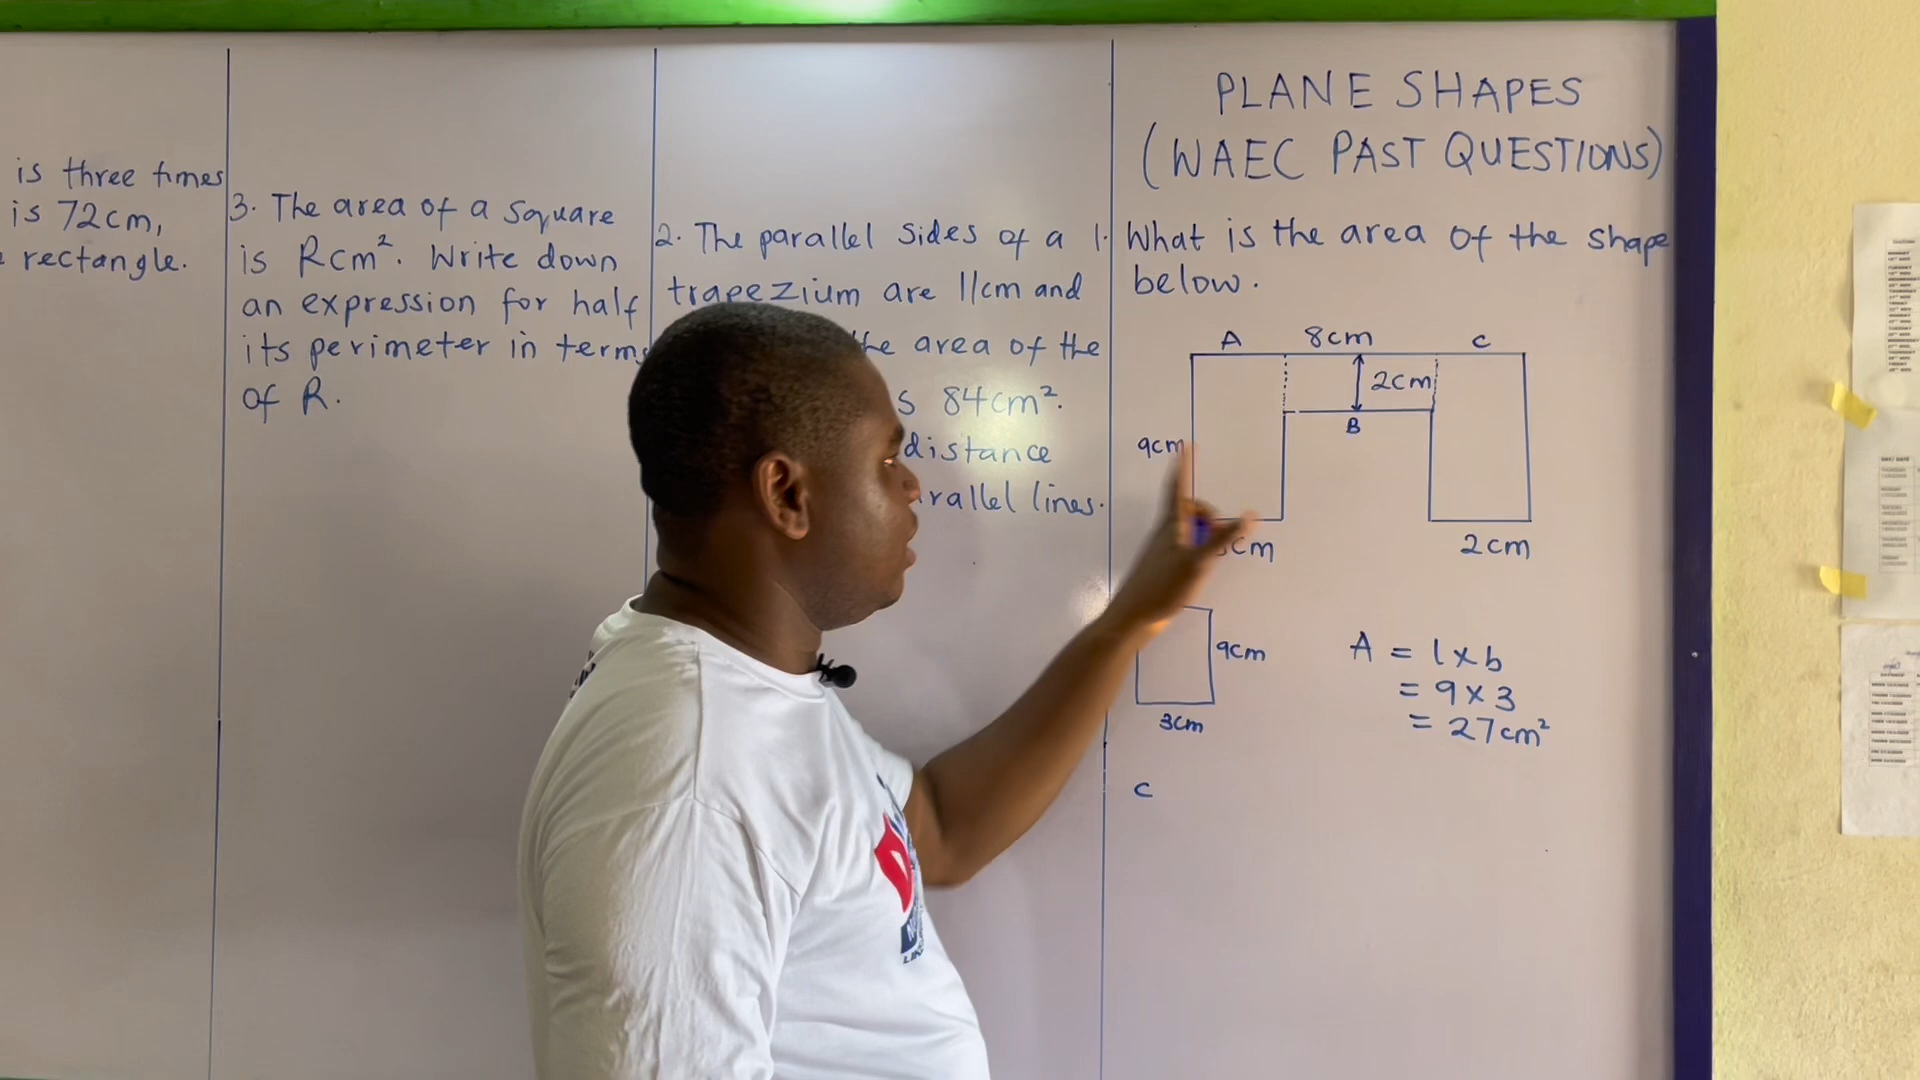 PLANE SHAPES
(WAEC PAST QUESTIONS)
1. What is the area of the shape
below.
A 8cm C
2cm
B
9cm
cm 2cm
9cm
3cm
A = l x b
= 9 x 3
= 27cm²
C
2. The parallel sides of a
trapezium are 11cm and
the area of the
84cm².
distance
lines.
3. The area of a square
is Rcm². Write down
an expression for half
its perimeter in terms
of R.
is three times
is 72cm,
rectangle.